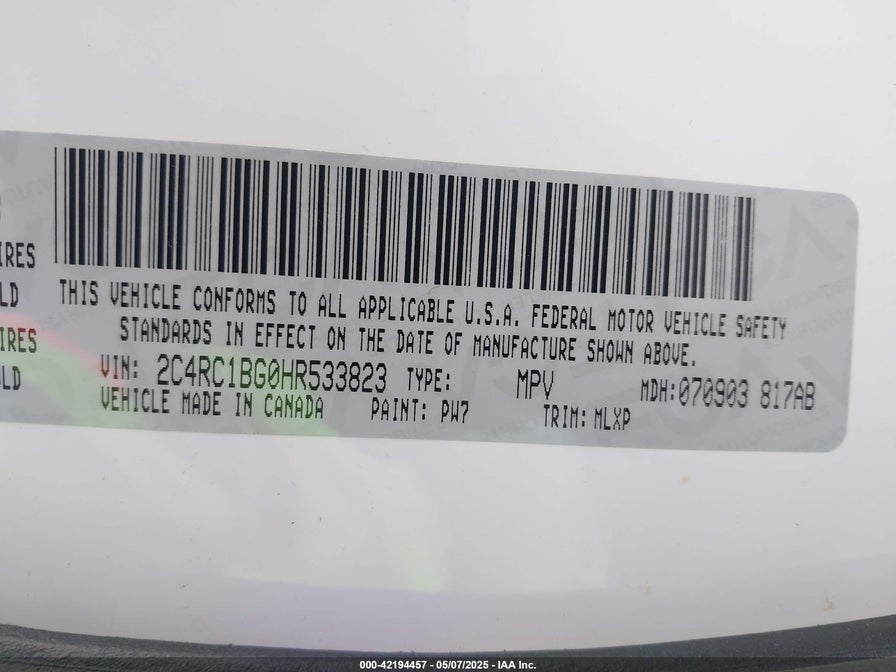 IRES
LD
IRES
LD
THIS VEHICLE CONFORMS TO ALL APPLICABLE U.S.A. FEDERAL MOTOR VEHICLE SAFETY
STANDARDS IN EFFECT ON THE DATE OF MANUFACTURE SHOWN ABOVE.
VIN: 2C4RC1BG0HR533823 TYPE: MPV MDH:070903 817AB
VEHICLE MADE IN CANADA PAINT: PW7 TRIM: MLXP
000-42194457 - 05/07/2025 - IAA Inc.